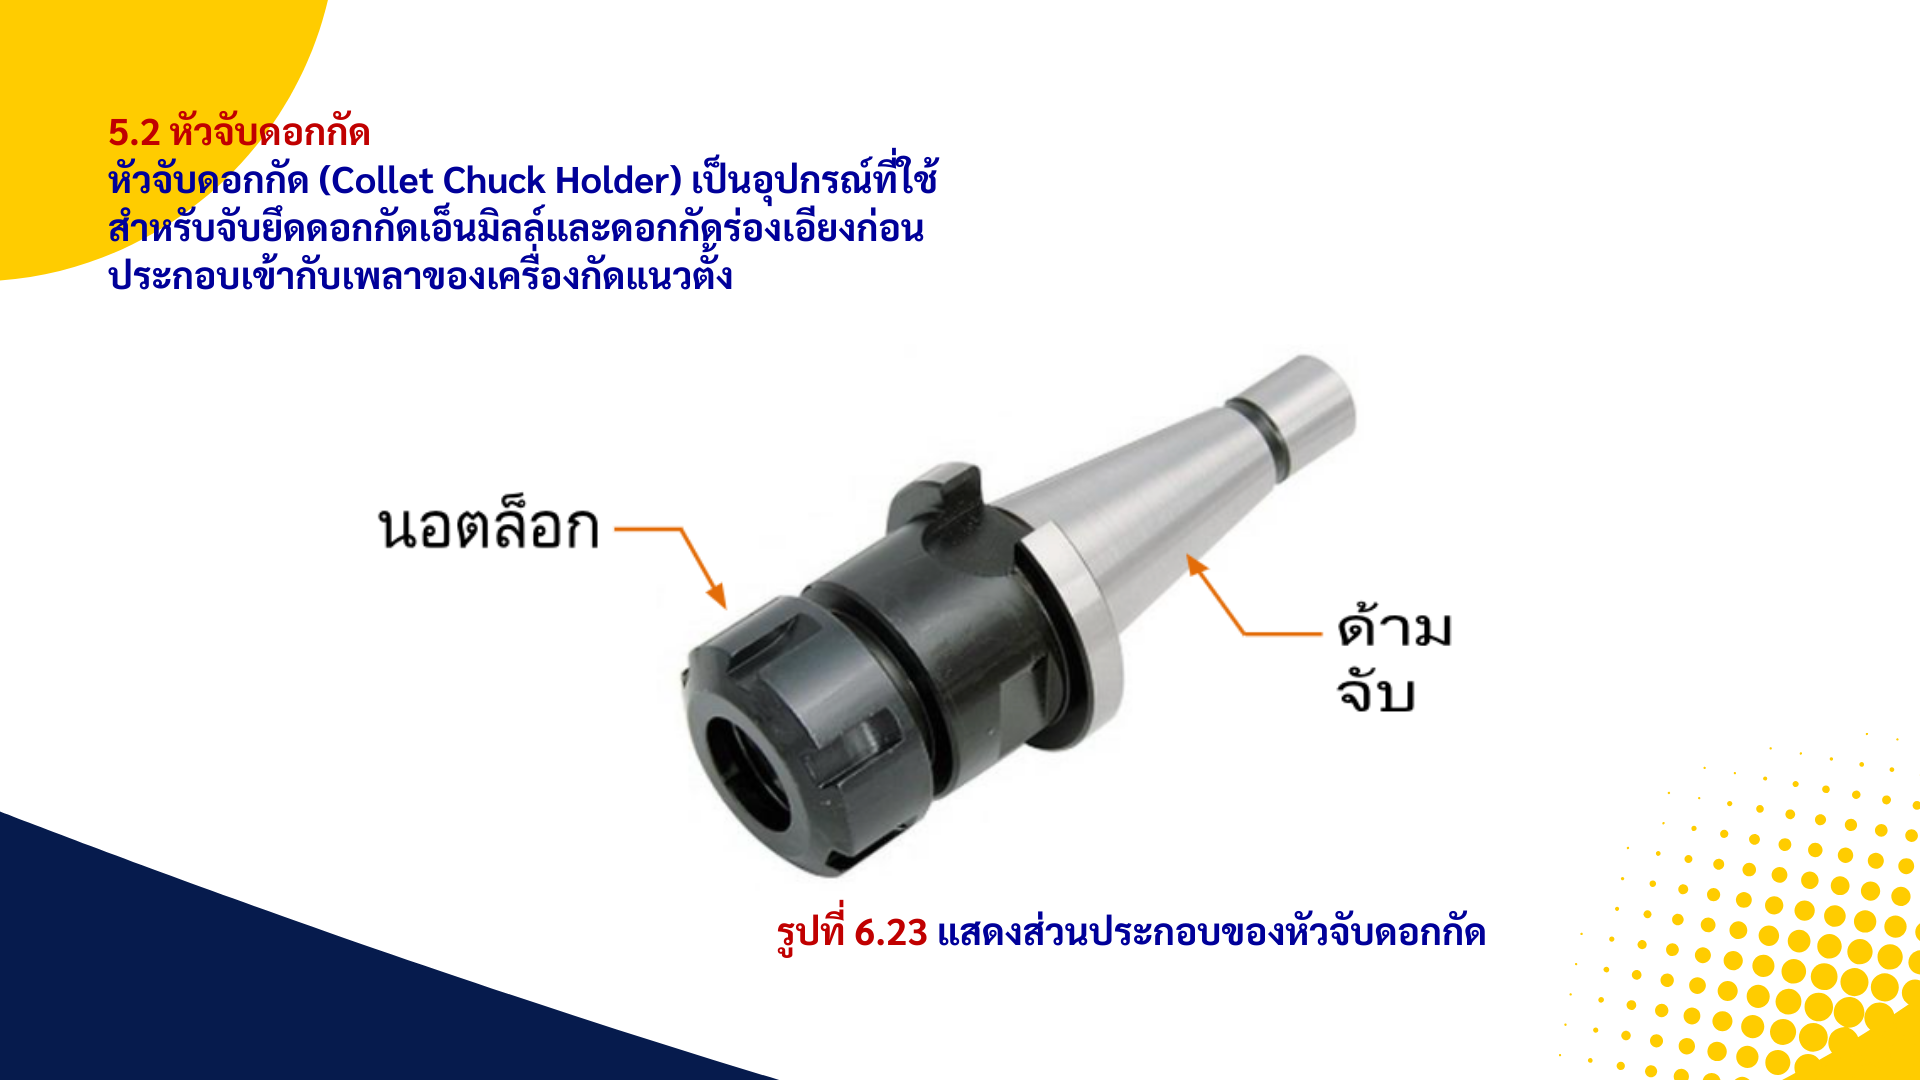 5.2 หัวจับดอกกัด
หัวจับดอกกัด (Collet Chuck Holder) เป็นอุปกรณ์ที่ใช้
สำหรับจับยึดดอกกัดเอ็นมิลล์และดอกกัดร่องเอียงก่อน
ประกอบเข้ากับเพลาของเครื่องกัดแนวตั้ง
นอตล็อก
ด้าม
จับ
รูปที่ 6.23 แสดงส่วนประกอบของหัวจับดอกกัด